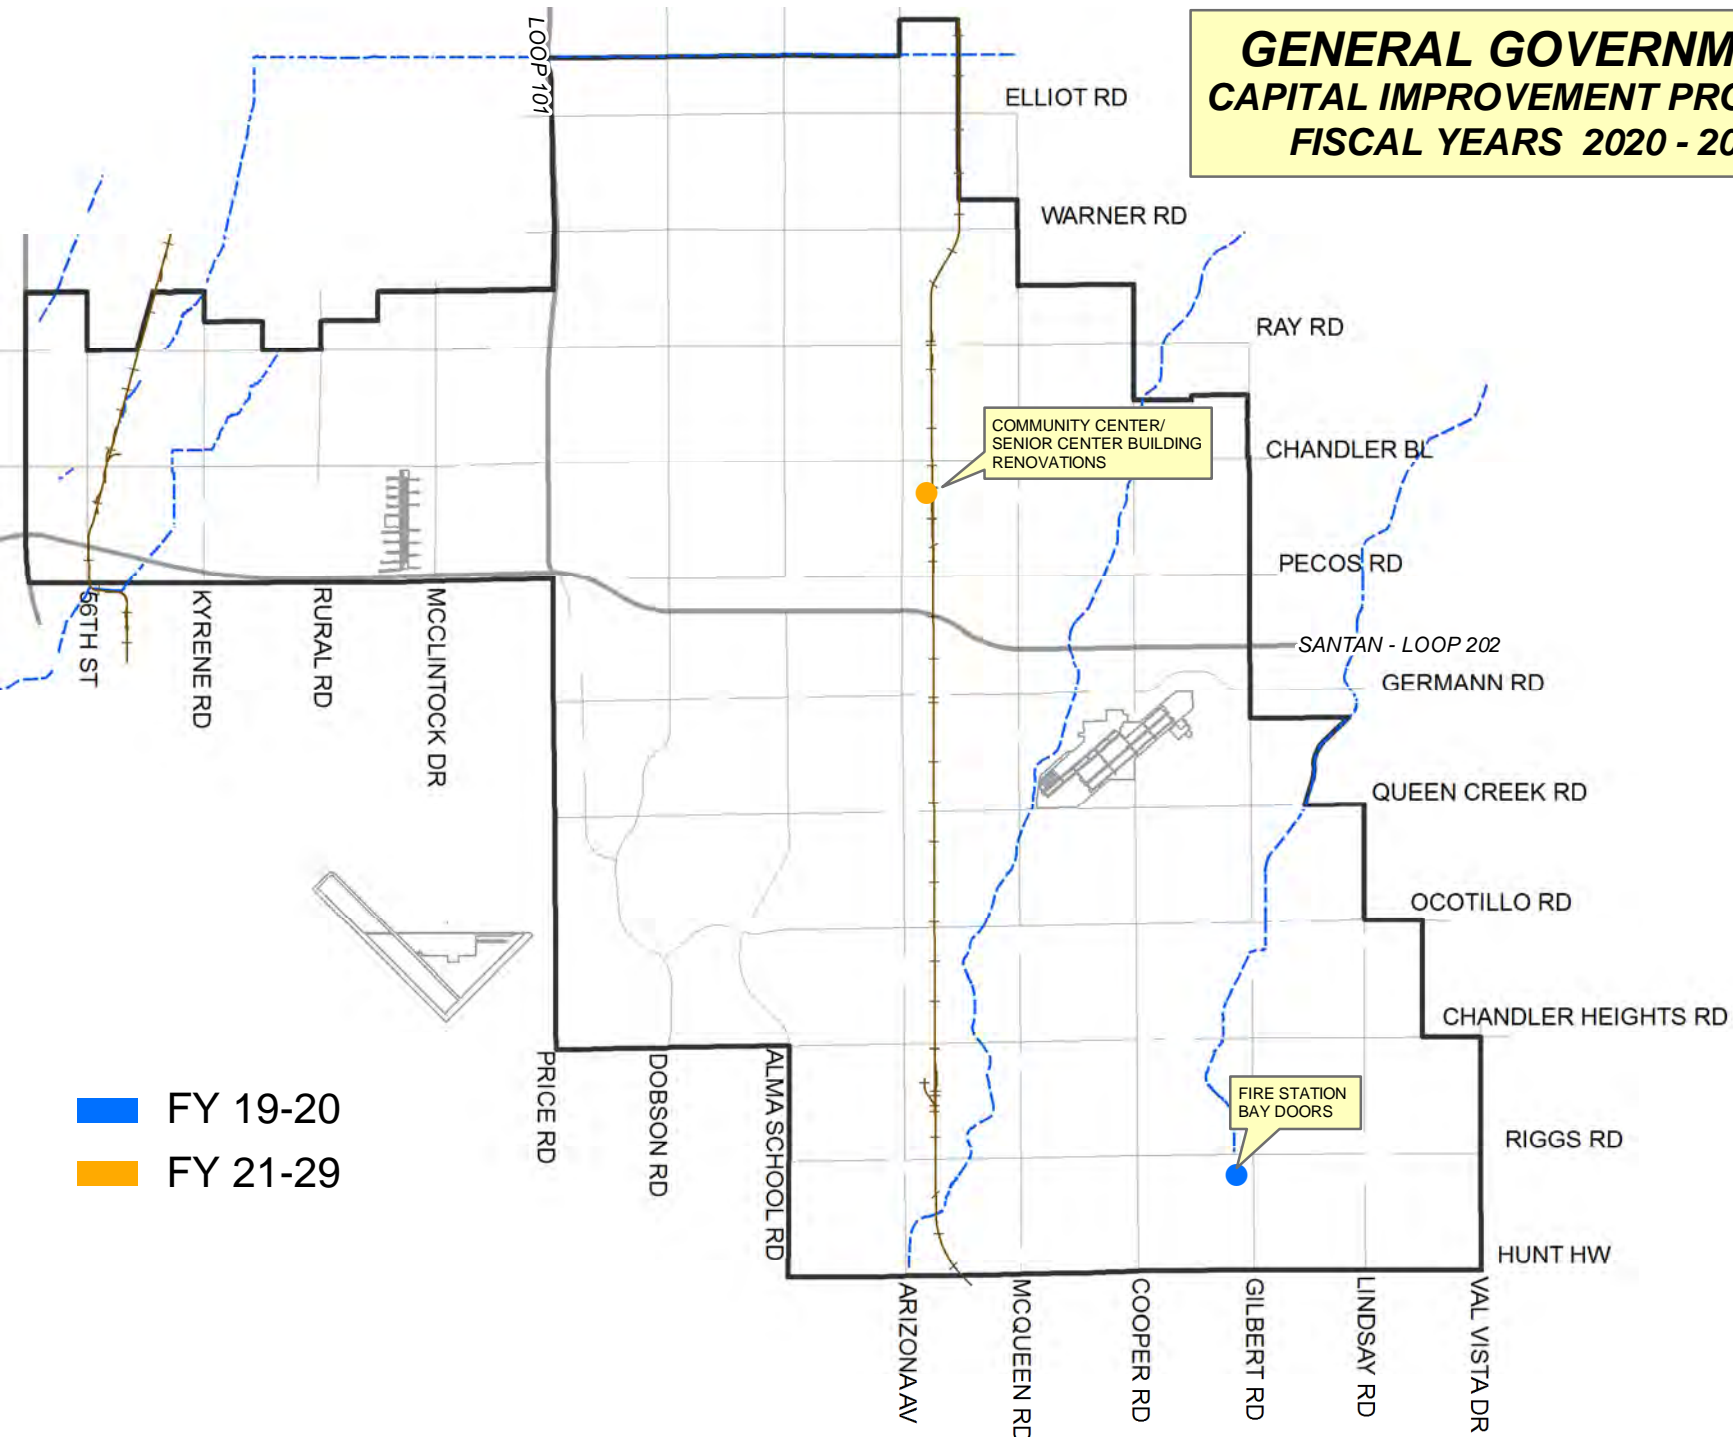 GENERAL GOVERNM
CAPITAL IMPROVEMENT PRO
FISCAL YEARS 2020 - 20
LOOP 101
ELLIOT RD
WARNER RD
RAY RD
COMMUNITY CENTER/
SENIOR CENTER BUILDING
RENOVATIONS
CHANDLER BL
PECOS RD
SANTAN - LOOP 202
GERMANN RD
56TH ST
KYRENE RD
RURAL RD
MCCLINTOCK DR
QUEEN CREEK RD
OCOTILLO RD
CHANDLER HEIGHTS RD
PRICE RD
DOBSON RD
ALMA SCHOOL RD
FIRE STATION
BAY DOORS
FY 19-20
FY 21-29
RIGGS RD
HUNT HW
ARIZONA AV
MCQUEEN RD
COOPER RD
GILBERT RD
LINDSAY RD
VAL VISTA DR